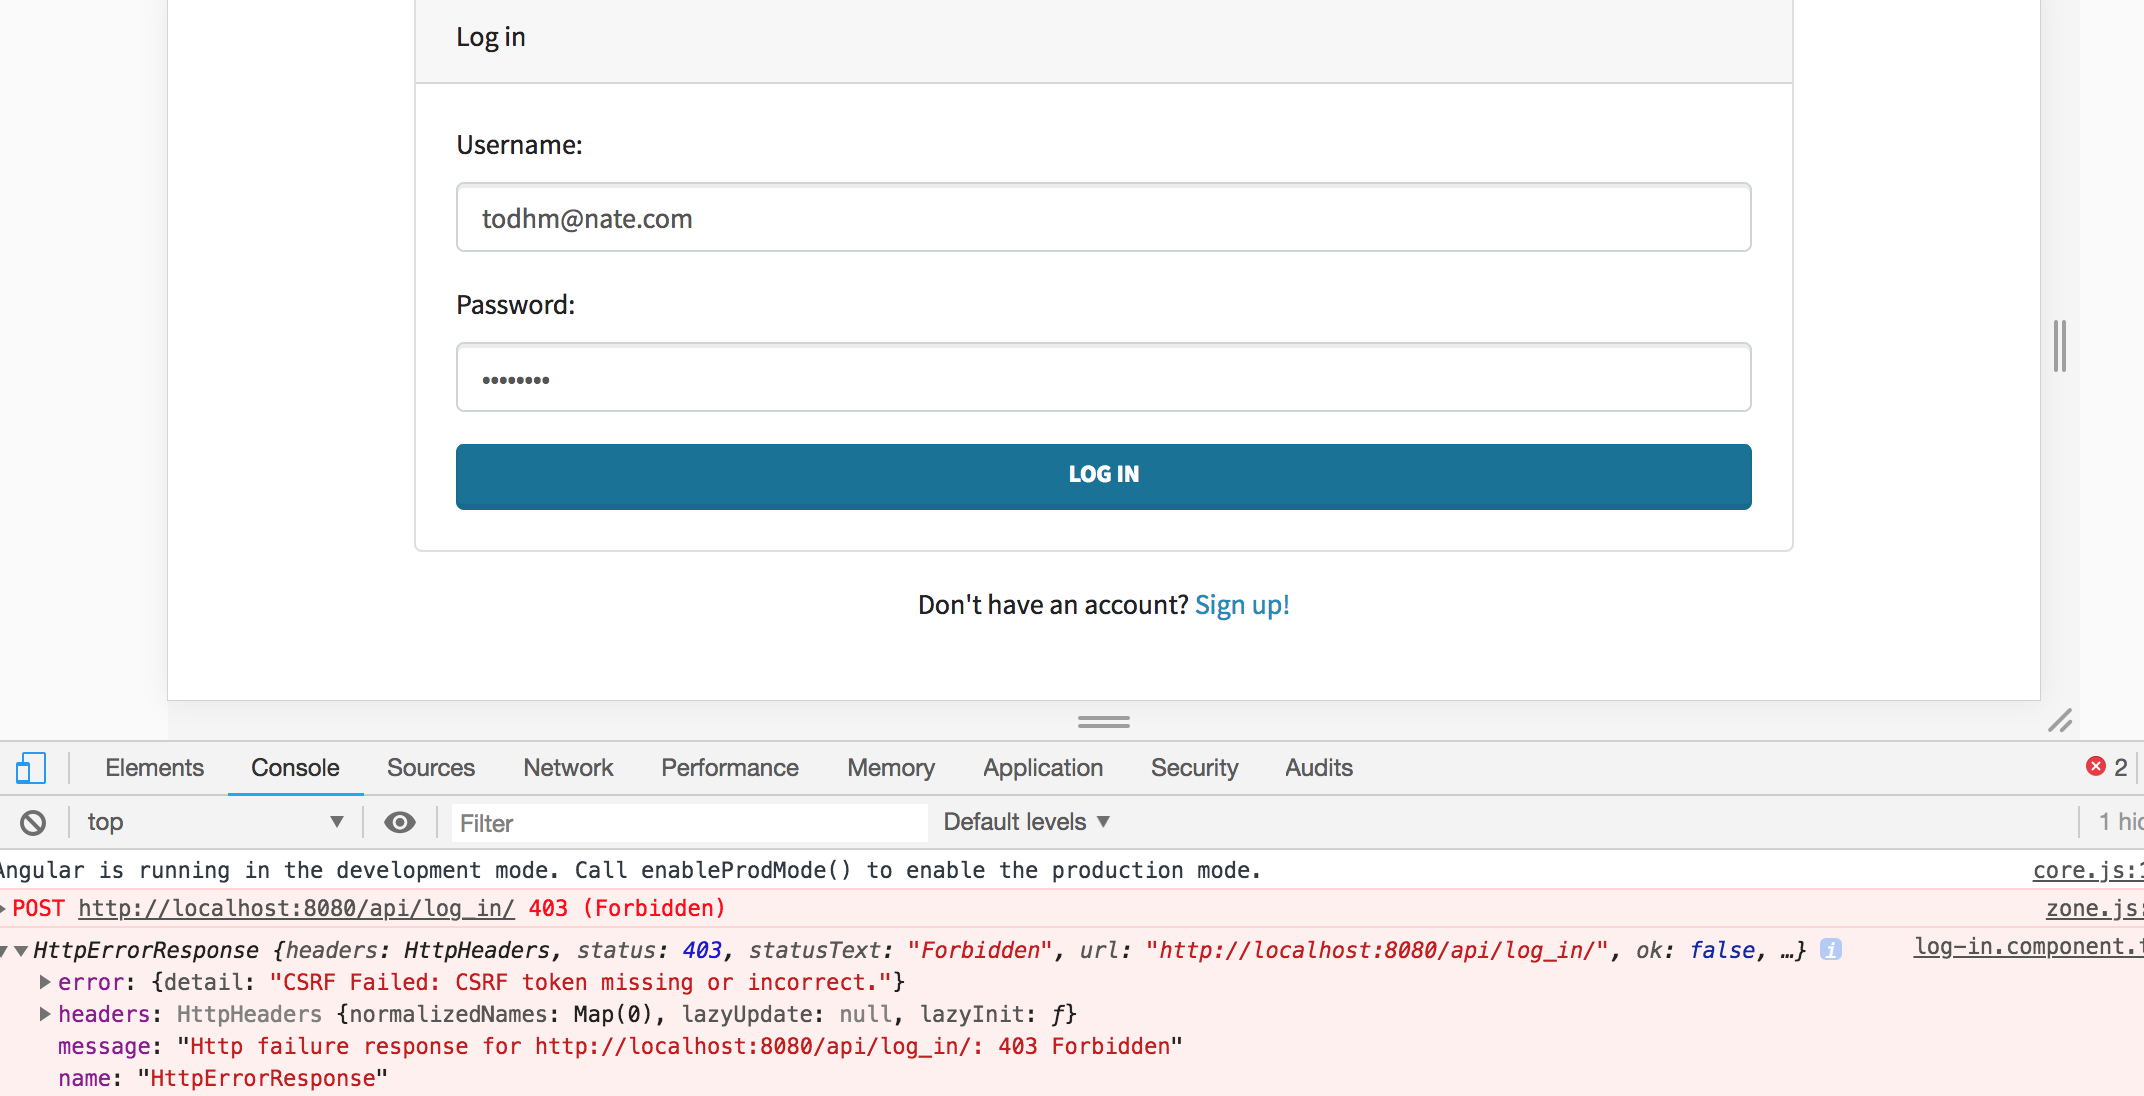 Log in
Username:
todhm@nate.com
Password:
••••••••
LOG IN
Don't have an account? Sign up!
Elements Console Sources Network Performance Memory Application Security Audits 2
top Filter Default levels 1
Angular is running in the development mode. Call enableProdMode() to enable the production mode. core.js:
POST http://localhost:8080/api/log_in/ 403 (Forbidden) zone.js:
HttpErrorResponse {headers: HttpHeaders, status: 403, statusText: "Forbidden", url: "http://localhost:8080/api/log_in/", ok: false, …} log-in.component.
error: {detail: "CSRF Failed: CSRF token missing or incorrect."}
headers: HttpHeaders {normalizedNames: Map(0), lazyUpdate: null, lazyInit: ƒ}
message: "Http failure response for http://localhost:8080/api/log_in/: 403 Forbidden"
name: "HttpErrorResponse"